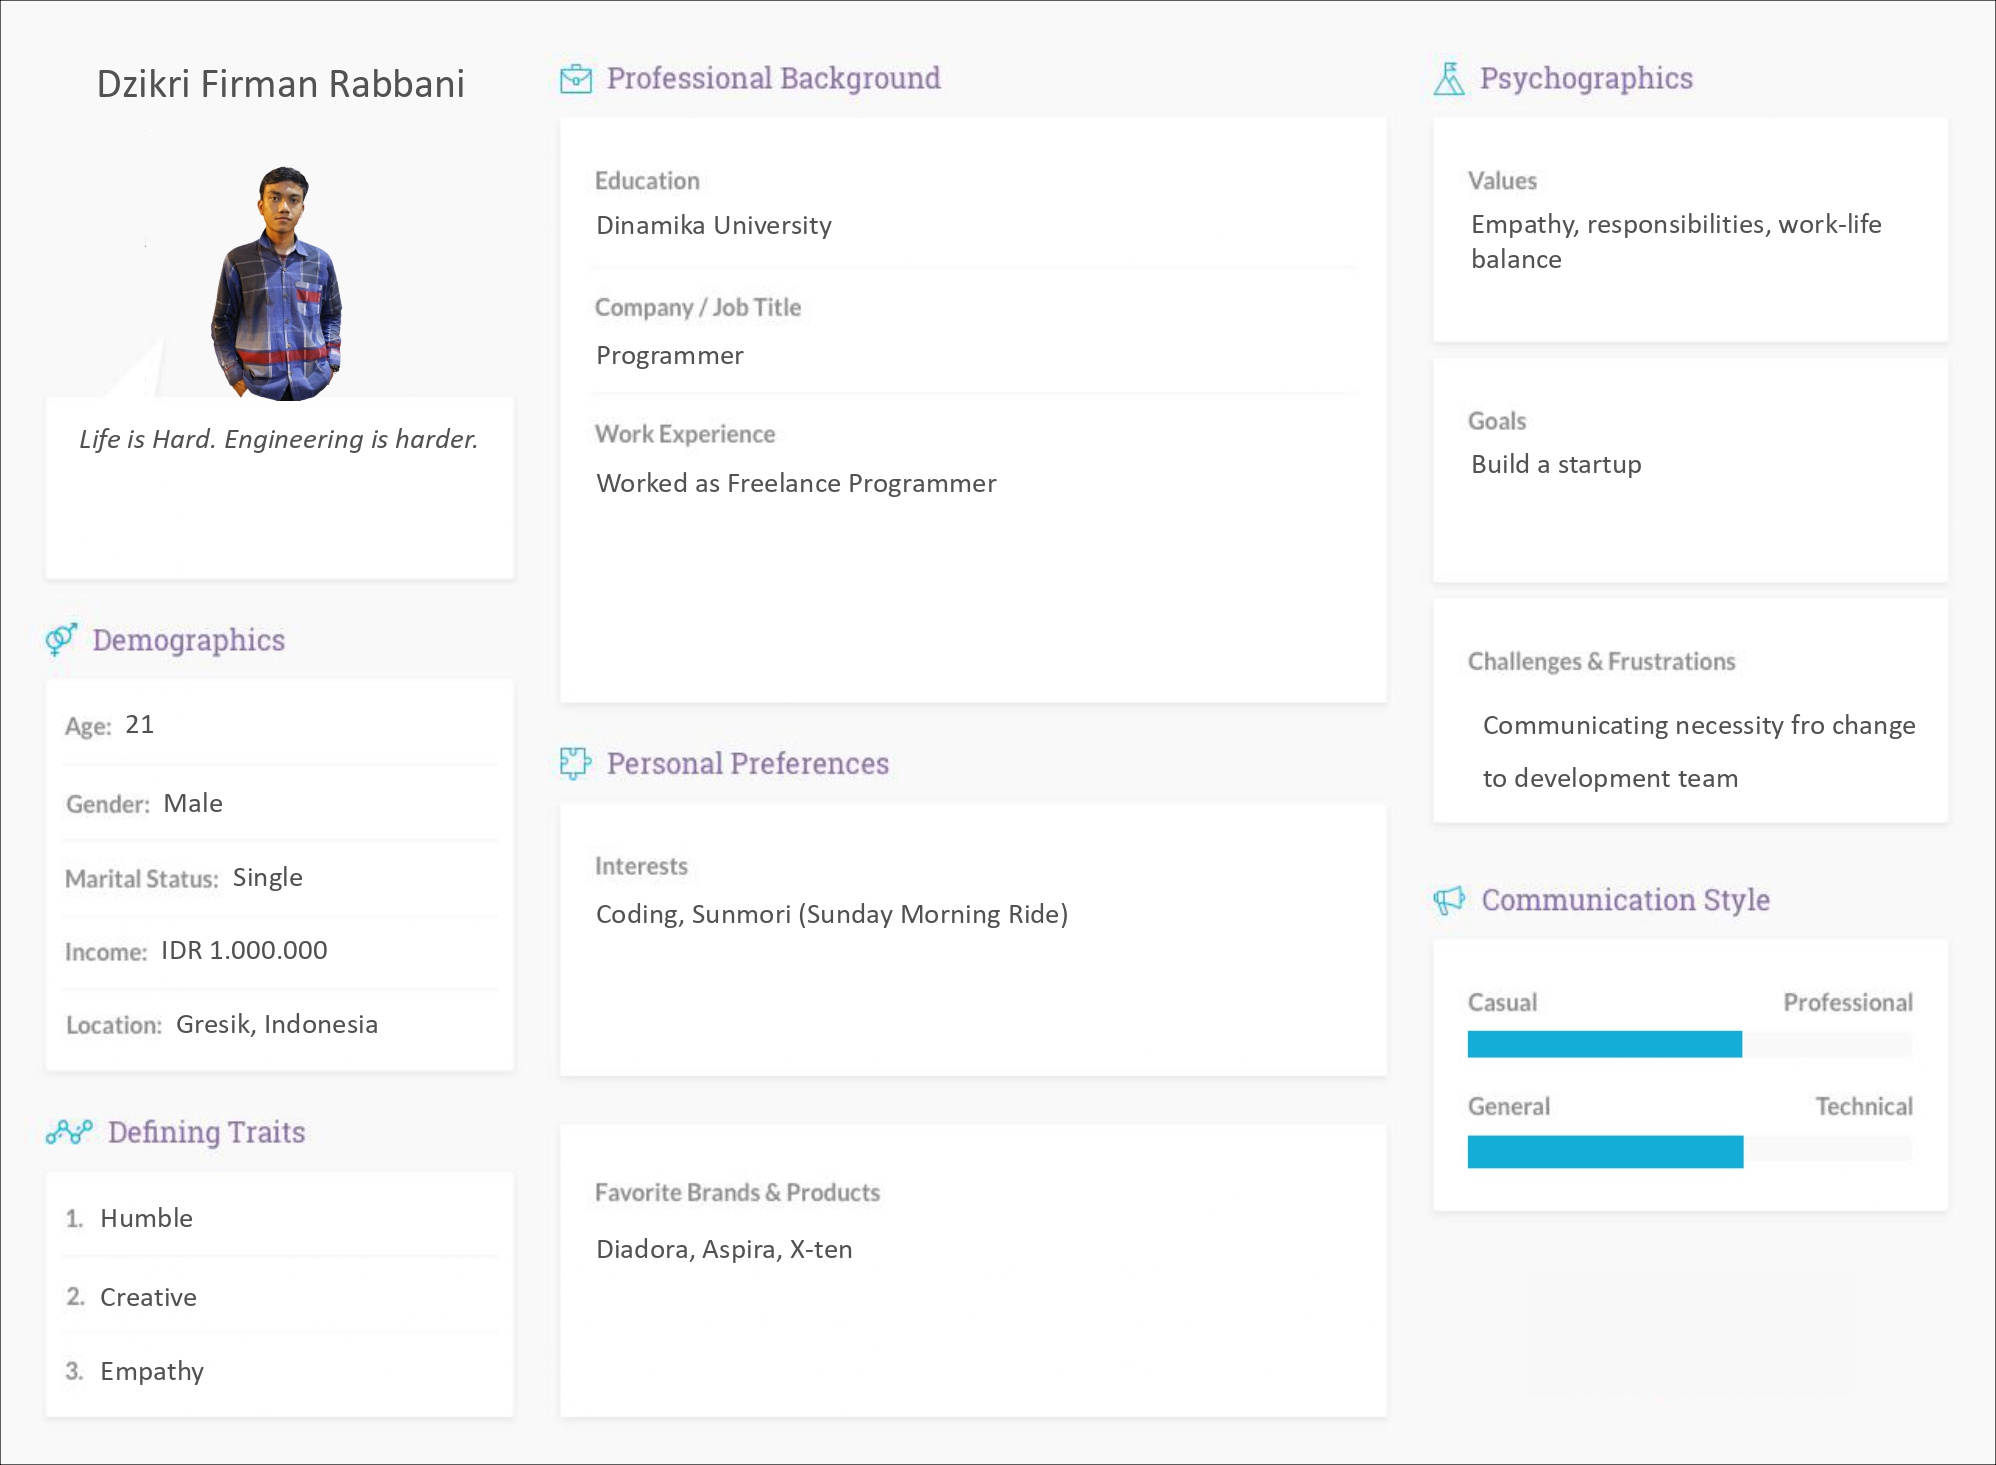 Dzikri Firman Rabbani
Life is Hard. Engineering is harder.
Demographics
Age: 21
Gender: Male
Marital Status: Single
Income: IDR 1.000.000
Location: Gresik, Indonesia
Defining Traits
1. Humble
2. Creative
3. Empathy
Professional Background
Education
Dinamika University
Company / Job Title
Programmer
Work Experience
Worked as Freelance Programmer
Personal Preferences
Interests
Coding, Sunmori (Sunday Morning Ride)
Favorite Brands & Products
Diadora, Aspira, X-ten
Psychographics
Values
Empathy, responsibilities, work-life
balance
Goals
Build a startup
Challenges & Frustrations
Communicating necessity fro change
to development team
Communication Style
Casual Professional
General Technical